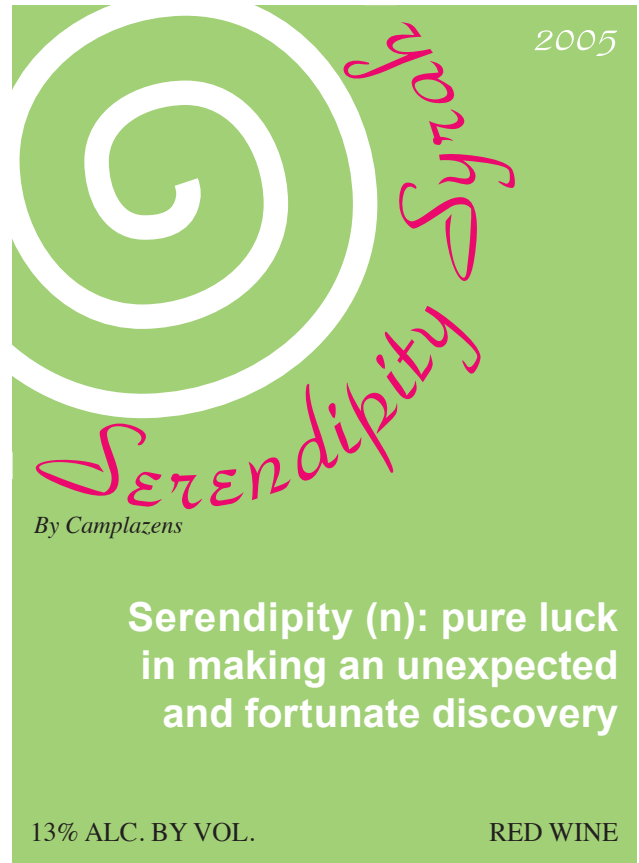 2005
Serendipity Syrah
By Camplazens
Serendipity (n): pure luck
in making an unexpected
and fortunate discovery
13% ALC. BY VOL.
RED WINE